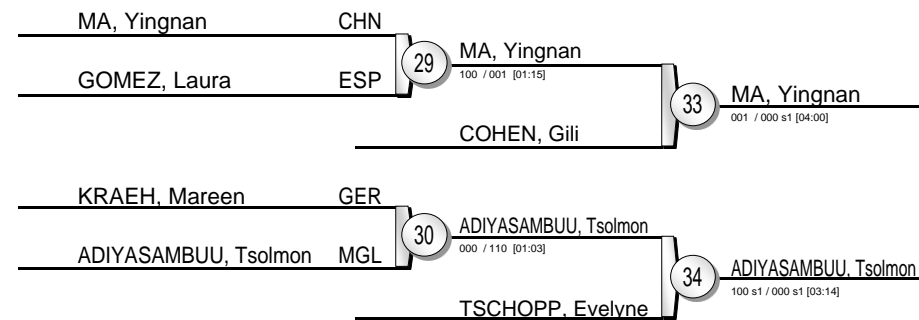 MA, Yingnan CHN
GOMEZ, Laura ESP
29
MA, Yingnan
100 / 001 [01:15]
COHEN, Gili
33
MA, Yingnan
001 / 000 s1 [04:00]
KRAEH, Mareen GER
ADIYASAMBUU, Tsolmon MGL
30
ADIYASAMBUU, Tsolmon
000 / 110 [01:03]
TSCHOPP, Evelyne
34
ADIYASAMBUU, Tsolmon
100 s1 / 000 s1 [03:14]